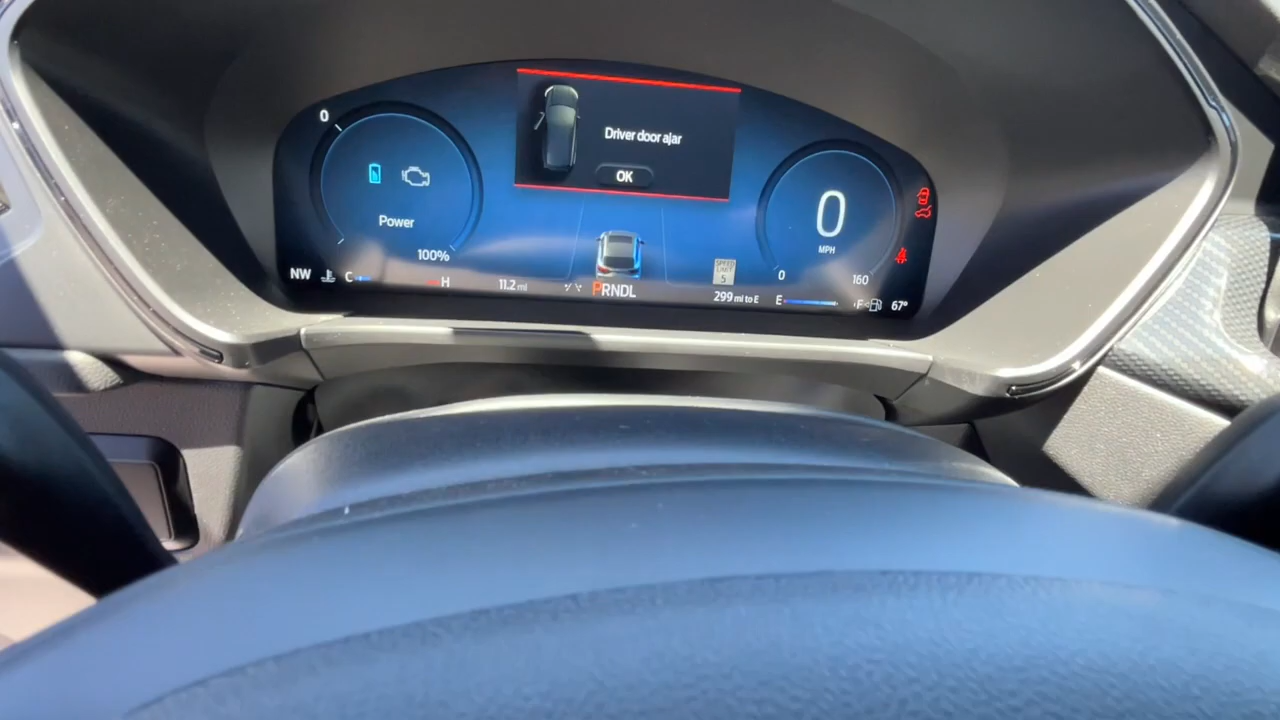 0
Driver door ajar
OK
Power
100%
0
MPH
0
160
SPEED
LIMIT
5
NW
C
H
11.2 mi
PRNDL
299 mi to E
E
F
67°